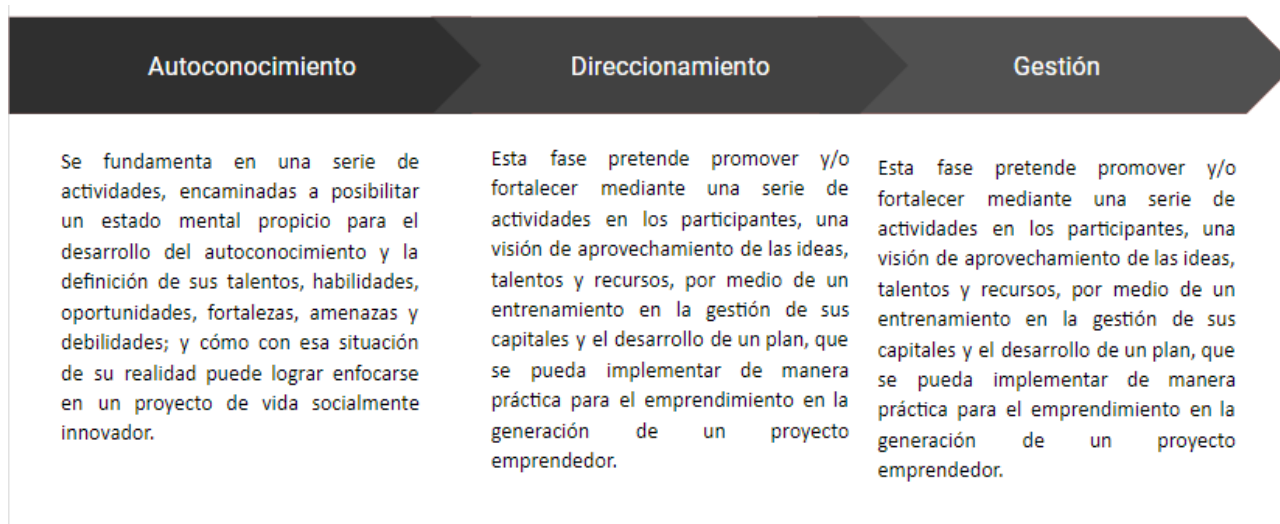 Autoconocimiento
Direccionamiento
Gestión
Se fundamenta en una serie de
actividades, encaminadas a posibilitar
un estado mental propicio para el
desarrollo del autoconocimiento y la
definición de sus talentos, habilidades,
oportunidades, fortalezas, amenazas y
debilidades; y cómo con esa situación
de su realidad puede lograr enfocarse
en un proyecto de vida socialmente
innovador.
Esta fase pretende promover y/o
fortalecer mediante una serie de
actividades en los participantes, una
visión de aprovechamiento de las ideas,
talentos y recursos, por medio de un
entrenamiento en la gestión de sus
capitales y el desarrollo de un plan, que
se pueda implementar de manera
práctica para el emprendimiento en la
generación de un proyecto
emprendedor.
Esta fase pretende promover y/o
fortalecer mediante una serie de
actividades en los participantes, una
visión de aprovechamiento de las ideas,
talentos y recursos, por medio de un
entrenamiento en la gestión de sus
capitales y el desarrollo de un plan, que
se pueda implementar de manera
práctica para el emprendimiento en la
generación de un proyecto
emprendedor.